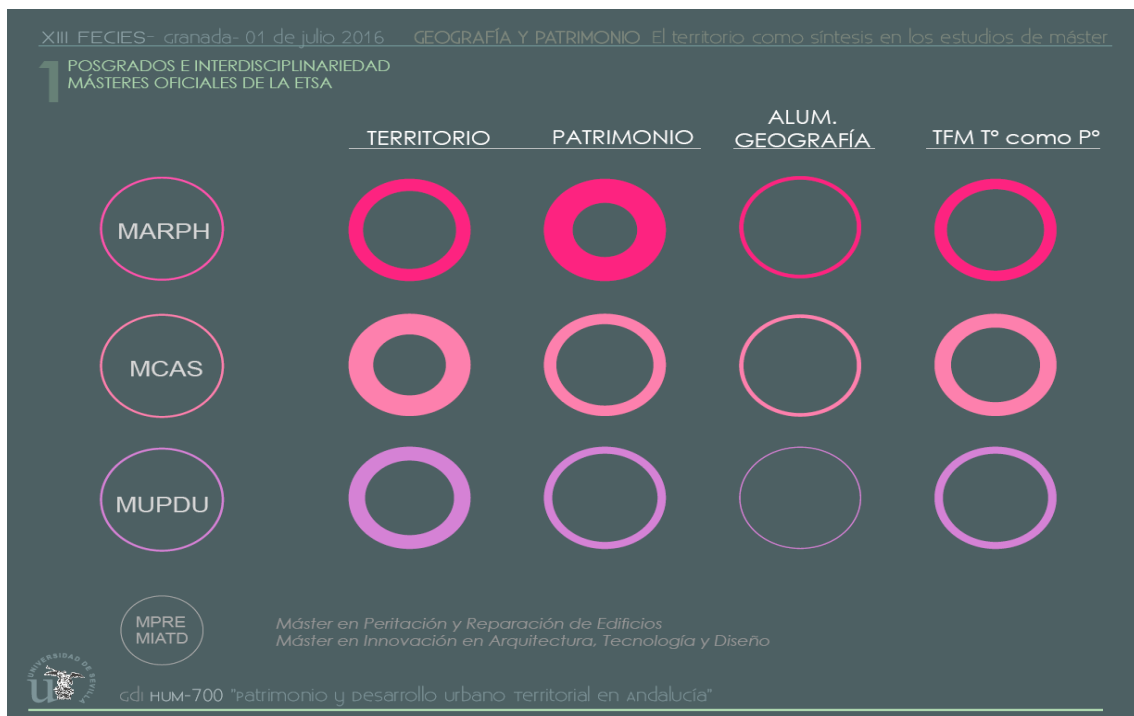 XIII FECIES- Granada- 01 de julio 2016 GEOGRAFÍA Y PATRIMONIO El territorio como síntesis en los estudios de máster
1 POSGRADOS E INTERDISCIPLINARIEDAD
MÁSTERES OFICIALES DE LA ETSA
TERRITORIO PATRIMONIO ALUM. GEOGRAFÍA TFM Tº como Pº
MARPH
MCAS
MUPDU
MPRE
MIATD
Máster en Peritación y Reparación de Edificios
Máster en Innovación en Arquitectura, Tecnología y Diseño
UNIVERSIDAD DE SEVILLA
GdI HUM-700 "Patrimonio y Desarrollo Urbano Territorial en Andalucía"